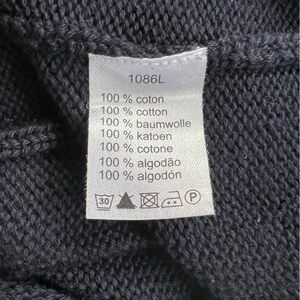 1086L
100 % coton
100 % cotton
100 % baumwolle
100 % katoen
100 % cotone
100 % algodão
100 % algodón
30 P